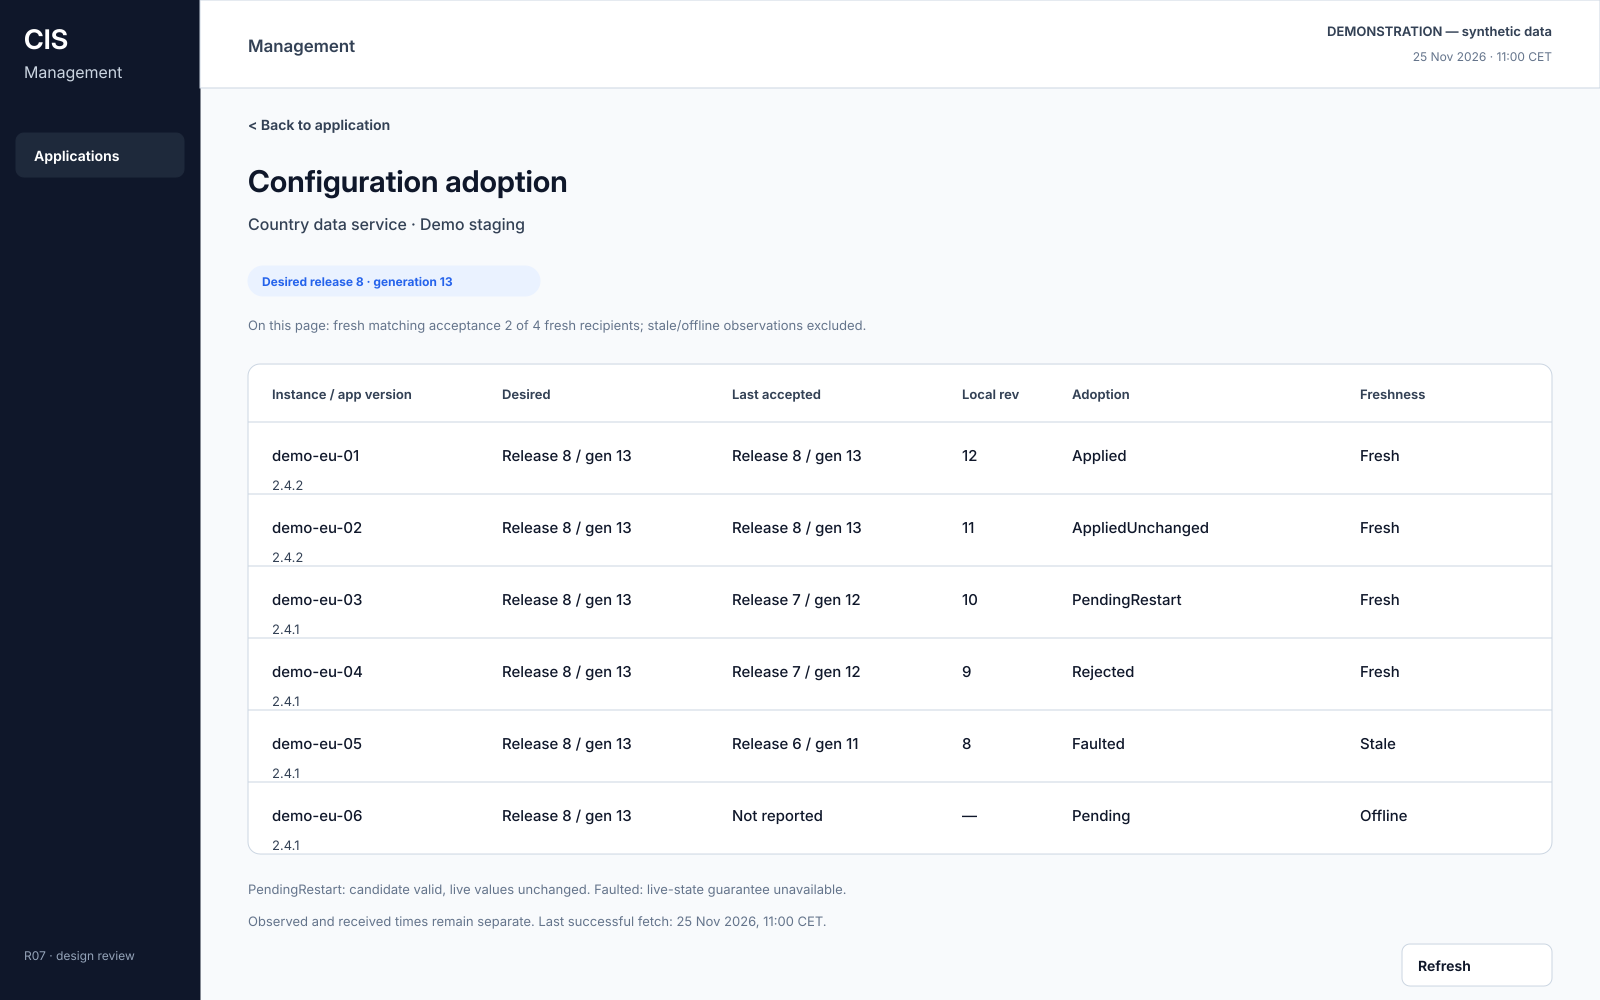 CIS
Management
Applications
R07 · design review
Management
DEMONSTRATION — synthetic data
25 Nov 2026 · 11:00 CET
< Back to application
Configuration adoption
Country data service · Demo staging
Desired release 8 · generation 13
On this page: fresh matching acceptance 2 of 4 fresh recipients; stale/offline observations excluded.
Instance / app version Desired Last accepted Local rev Adoption Freshness
demo-eu-01 Release 8 / gen 13 Release 8 / gen 13 12 Applied Fresh
2.4.2
demo-eu-02 Release 8 / gen 13 Release 8 / gen 13 11 AppliedUnchanged Fresh
2.4.2
demo-eu-03 Release 8 / gen 13 Release 7 / gen 12 10 PendingRestart Fresh
2.4.1
demo-eu-04 Release 8 / gen 13 Release 7 / gen 12 9 Rejected Fresh
2.4.1
demo-eu-05 Release 8 / gen 13 Release 6 / gen 11 8 Faulted Stale
2.4.1
demo-eu-06 Release 8 / gen 13 Not reported — Pending Offline
2.4.1
PendingRestart: candidate valid, live values unchanged. Faulted: live-state guarantee unavailable.
Observed and received times remain separate. Last successful fetch: 25 Nov 2026, 11:00 CET.
Refresh